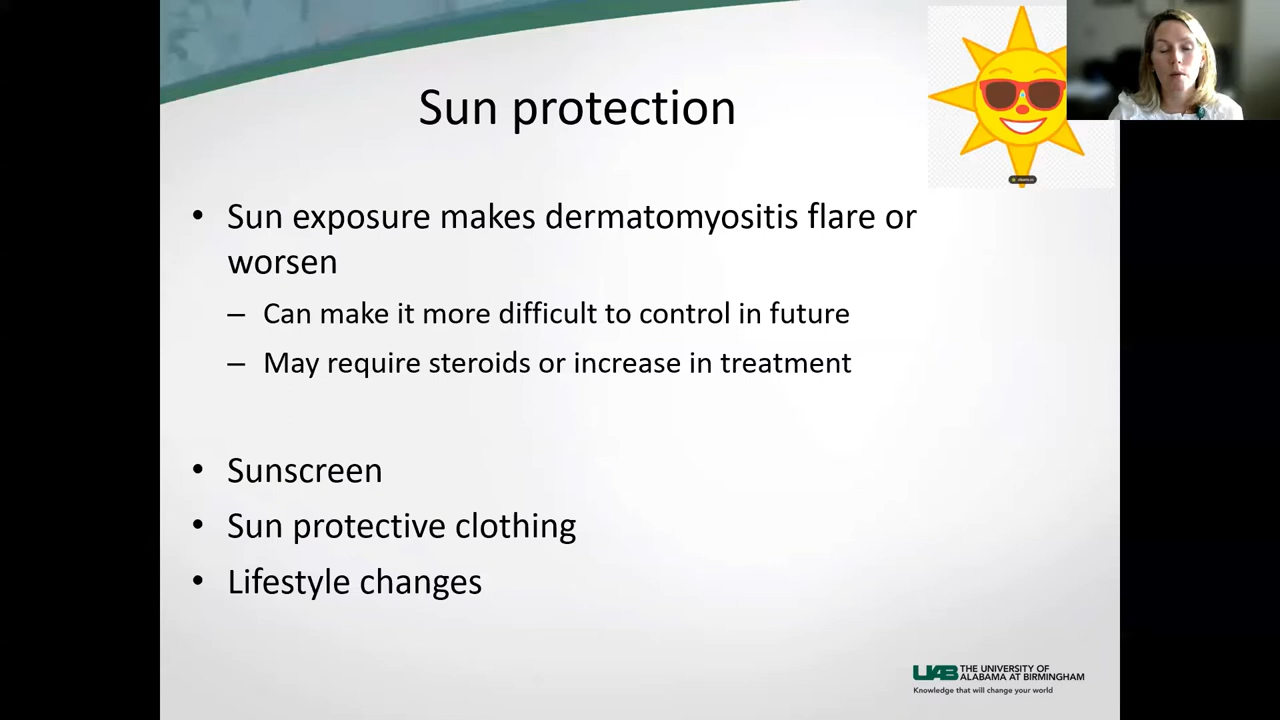 Sun protection
• Sun exposure makes dermatomyositis flare or
worsen
– Can make it more difficult to control in future
– May require steroids or increase in treatment
• Sunscreen
• Sun protective clothing
• Lifestyle changes
UAB THE UNIVERSITY OF
ALABAMA AT BIRMINGHAM
Knowledge that will change your world